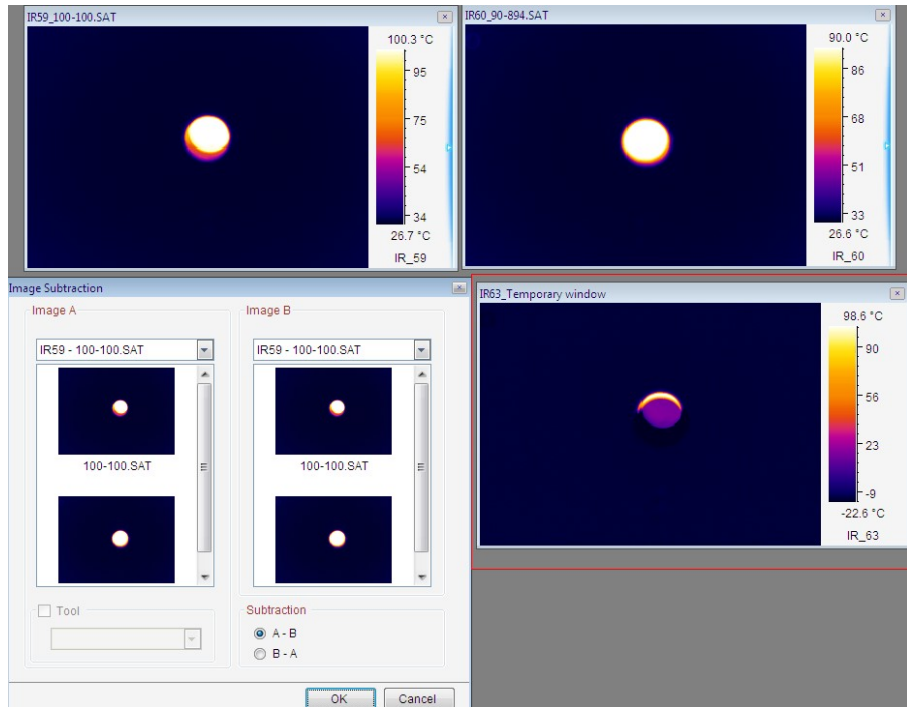 IR59_100-100.SAT
100.3 °C
95
75
54
34
26.7 °C
IR_59
IR60_90-894.SAT
90.0 °C
86
68
51
33
26.6 °C
IR_60
Image Subtraction
Image A
IR59 - 100-100.SAT
100-100.SAT
Tool
Image B
IR59 - 100-100.SAT
100-100.SAT
Subtraction
A - B
B - A
OK
Cancel
IR63_Temporary window
98.6 °C
90
56
23
-9
-22.6 °C
IR_63